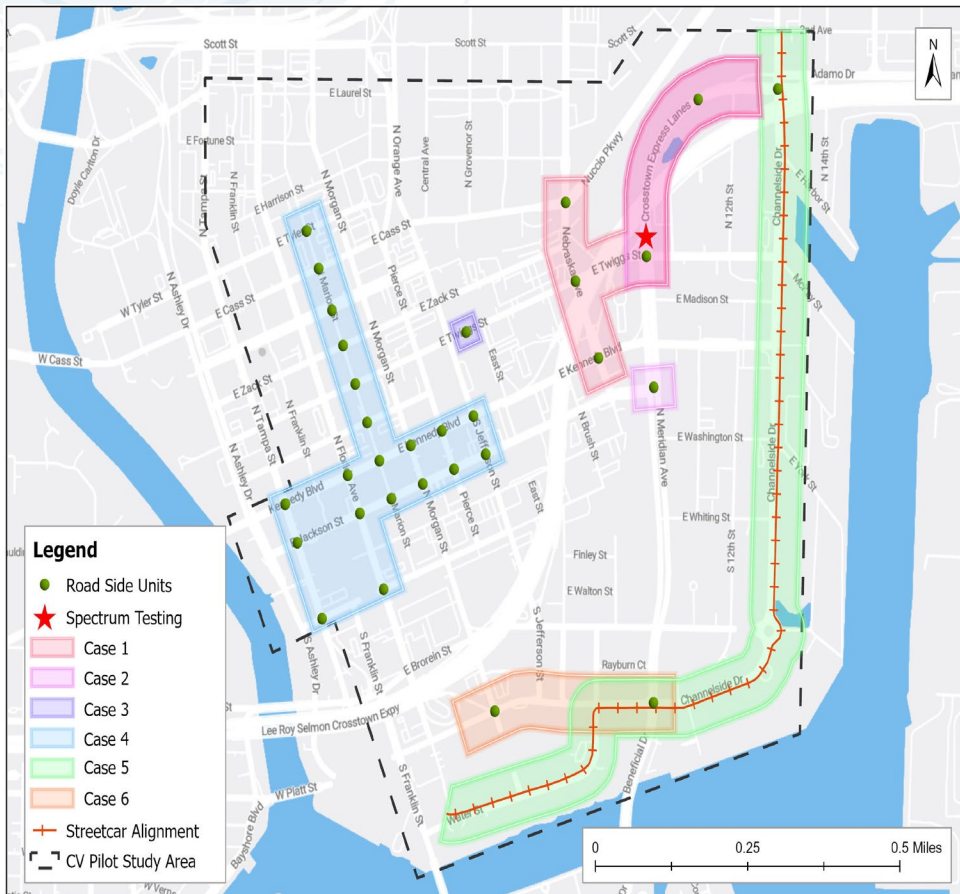 Scott St
Scott St
Scott St
2nd Ave
N
Adamo Dr
E Laurel St
Doyle Carlton Dr
E Fortune St
N Orange Ave
Central Ave
N Grovenor St
Nuccio Pkwy
Crosstown Express Lanes
N 12th St
Channelside Dr
N 14th St
E Harbor St
N Tampa St
N Franklin St
E Harrison St
N Morgan St
E Tyler St
E Cass St
Nebraska Ave
E Twiggs St
N Ashley Dr
Pierce St
E Zack St
E Madison St
W Tyler St
E Cass St
Marion St
N Morgan St
E Twiggs St
East St
E Kennedy Blvd
W Cass St
E Zack St
N Tampa St
N Franklin St
N Ashley Dr
E Kennedy Blvd
S Jefferson St
N Brush St
N Meridian Ave
E Washington St
Channelside Dr
E York St
Kennedy Blvd
E Jackson St
Marion St
N Morgan St
Pierce St
East St
E Whiting St
S 12th St
Finley St
E Walton St
S Jefferson St
S Ashley Dr
S Franklin St
E Brorein St
Rayburn Ct
Channelside Dr
Lee Roy Selmon Crosstown Expy
Beneficial Dr
W Platt St
Bayshore Blvd
S Franklin St
Water St
W Verne
Legend
Road Side Units
Spectrum Testing
Case 1
Case 2
Case 3
Case 4
Case 5
Case 6
Streetcar Alignment
CV Pilot Study Area
0 0.25 0.5 Miles